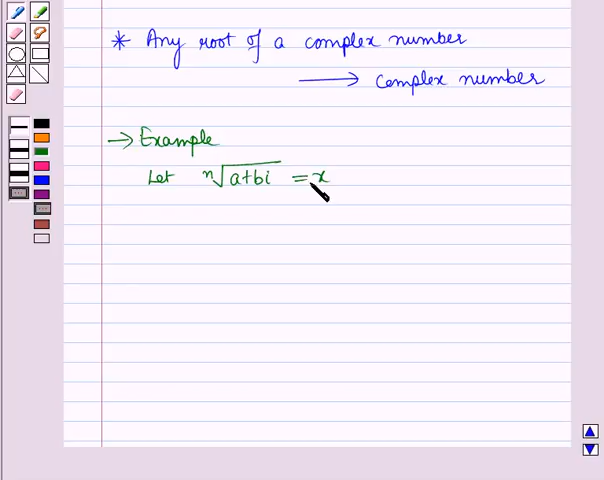 * Any root of a complex number
⟶ complex number
→ Example
Let ⁿ√(a+bi) = x